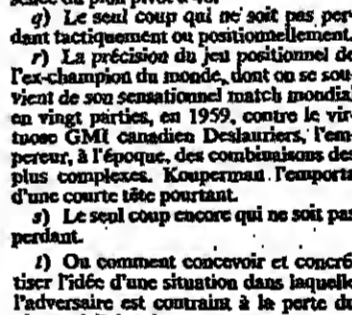 q) Le seul coup qui ne soit pas per-
dant tactiquement ou positionnellement.
r) La précision du jeu positionnel de
l'ex-champion du monde, dont on se sou-
vient de son sensationnel match mondial
en vingt parties, en 1959, contre le vir-
tuose GMI canadien Deslauriers, l'em-
pereur, à l'époque, des combinaisons des
plus complexes. Kouperman l'emporta
d'une courte tête pourtant.
s) Le seul coup encore qui ne soit pas
perdant.
t) Ou comment concevoir et concré-
tiser l'idée d'une situation dans laquelle
l'adversaire est contraint à la perte du